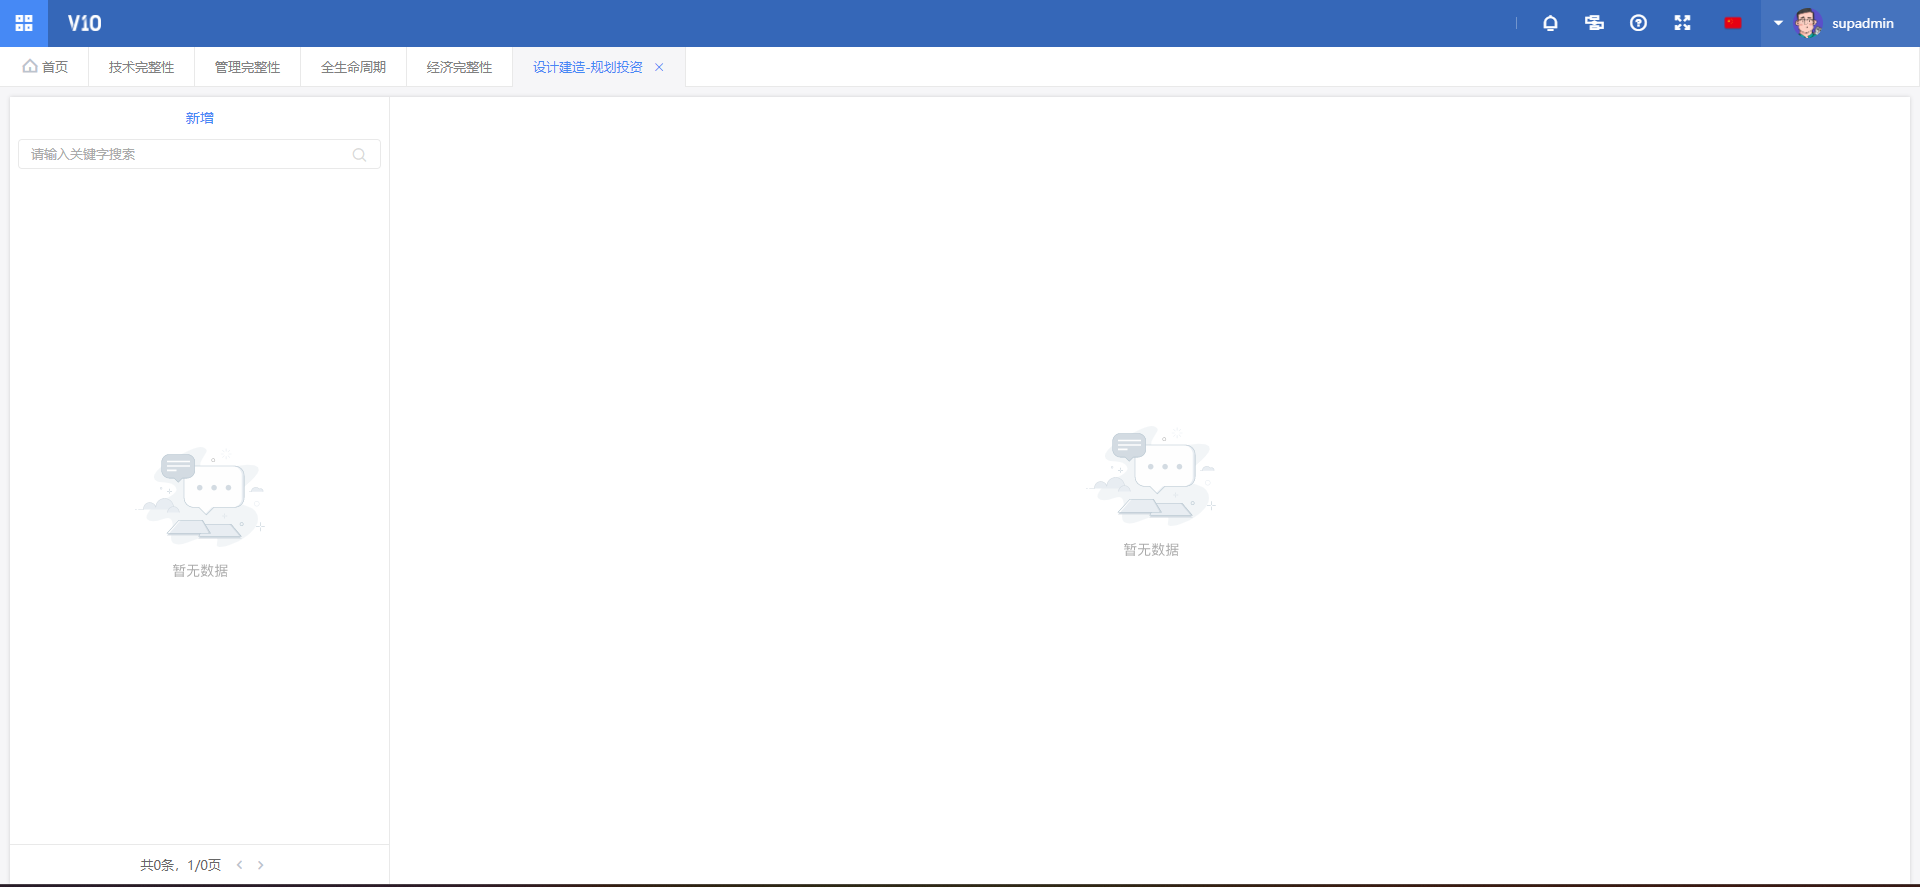 V10
supadmin
首页
技术完整性
管理完整性
全生命周期
经济完整性
设计建造-规划投资
新增
请输入关键字搜索
暂无数据
暂无数据
共0条，1/0页